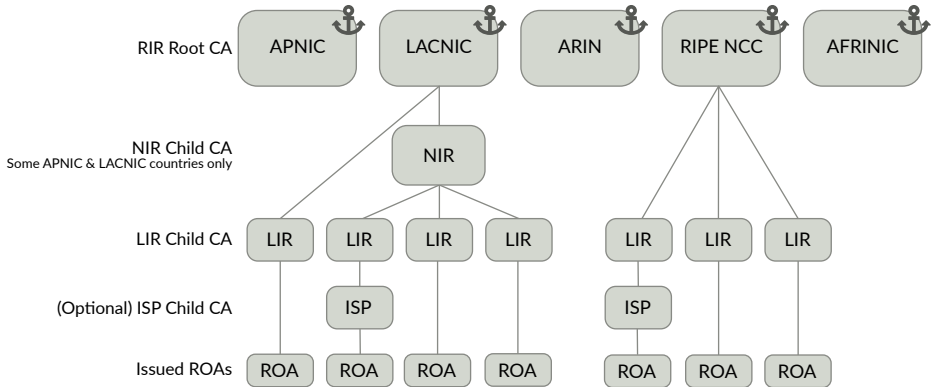 RIR Root CA APNIC LACNIC ARIN RIPE NCC AFRINIC
NIR Child CA
Some APNIC & LACNIC countries only
NIR
LIR Child CA LIR LIR LIR LIR LIR LIR LIR
(Optional) ISP Child CA ISP ISP
Issued ROAs ROA ROA ROA ROA ROA ROA ROA